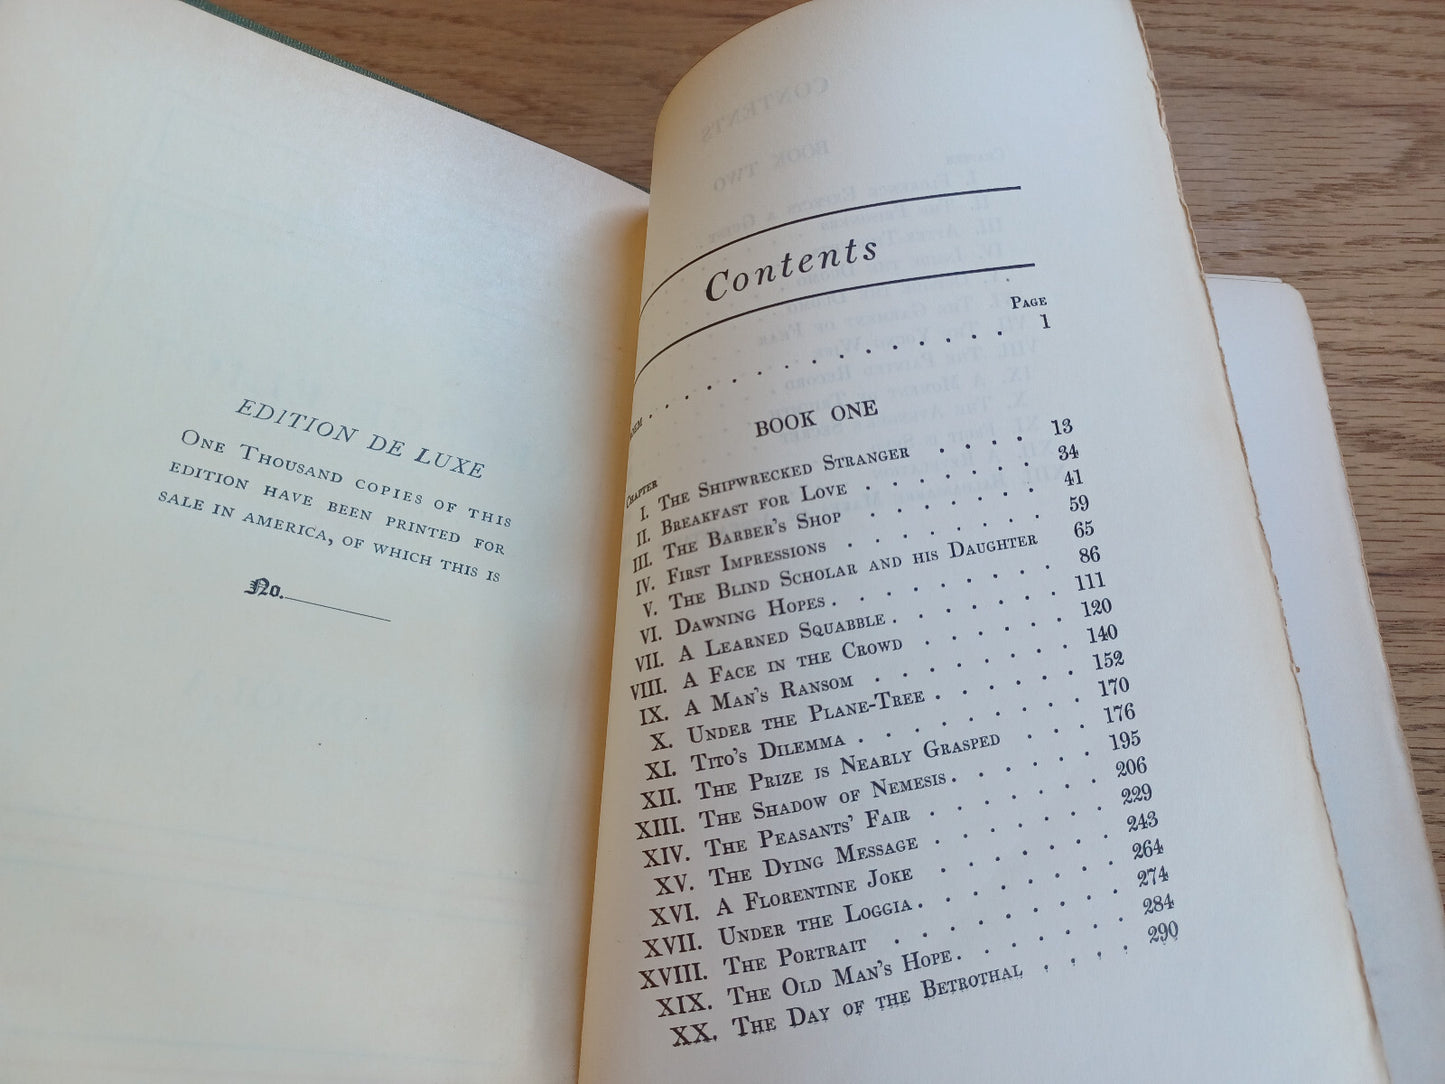 EDITION DE LUXE
One Thousand copies of this
edition have been printed for
sale in America, of which this is
No.
Contents
Page
1
BOOK ONE
Chapter
I. The Shipwrecked Stranger . . . . 13
II. Breakfast for Love . . . . . . 34
III. The Barber's Shop . . . . . . . 41
IV. First Impressions . . . . . . . 59
V. The Blind Scholar and his Daughter 65
VI. Dawning Hopes . . . . . . . . 86
VII. A Learned Squabble . . . . . . . 111
VIII. A Face in the Crowd . . . . . . 120
IX. A Man's Ransom . . . . . . . 140
X. Under the Plane-Tree . . . . . . 152
XI. Tito's Dilemma . . . . . . . . 170
XII. The Prize is Nearly Grasped . . . 176
XIII. The Shadow of Nemesis . . . . . . 195
XIV. The Peasants' Fair . . . . . . . 206
XV. The Dying Message . . . . . . . 229
XVI. A Florentine Joke . . . . . . . 243
XVII. Under the Loggia . . . . . . . . 264
XVIII. The Portrait . . . . . . . . . 274
XIX. The Old Man's Hope . . . . . . . 284
XX. The Day of the Betrothal . . . . 290